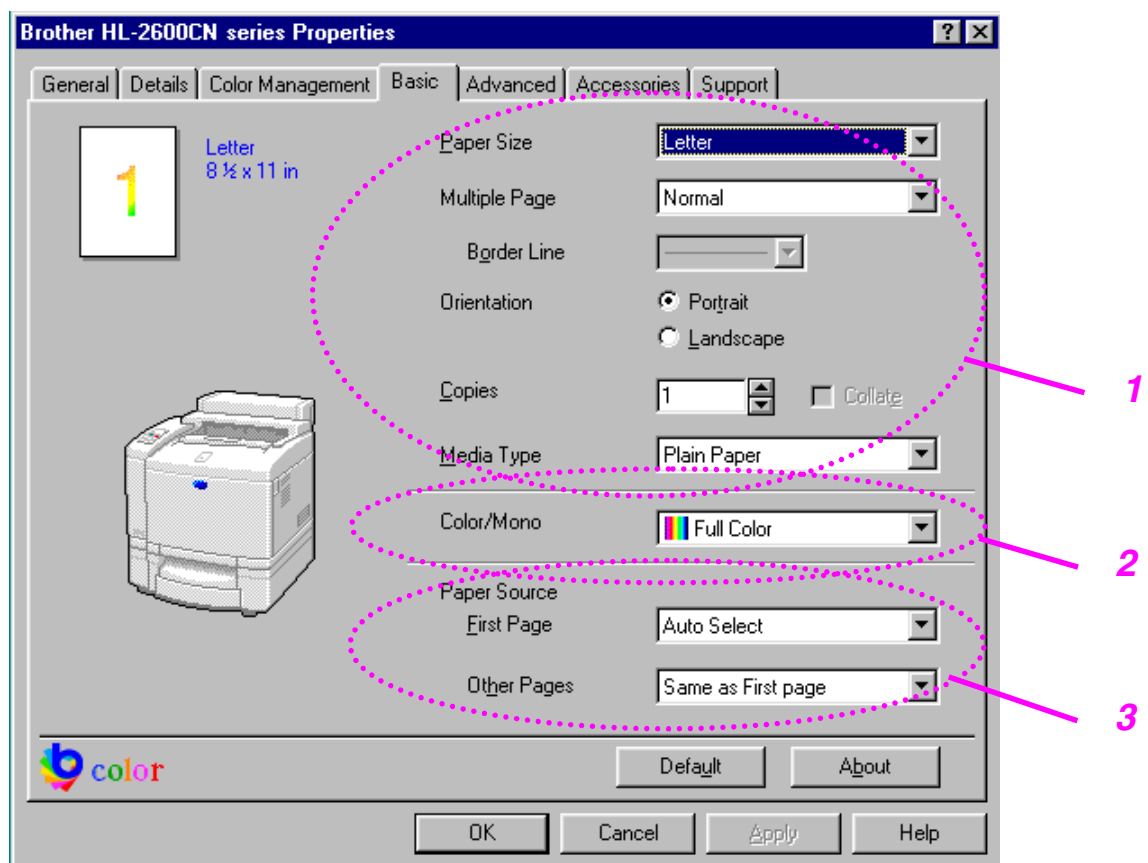 Brother HL-2600CN series Properties
General Details Color Management Basic Advanced Accessories Support
1
Letter
8 ½ x 11 in
Paper Size Letter
Multiple Page Normal
Border Line
Orientation Portrait
Landscape
Copies 1 Collate
Media Type Plain Paper
1
Color/Mono Full Color
2
Paper Source
First Page Auto Select
Other Pages Same as First page
3
b color Default About
OK Cancel Apply Help